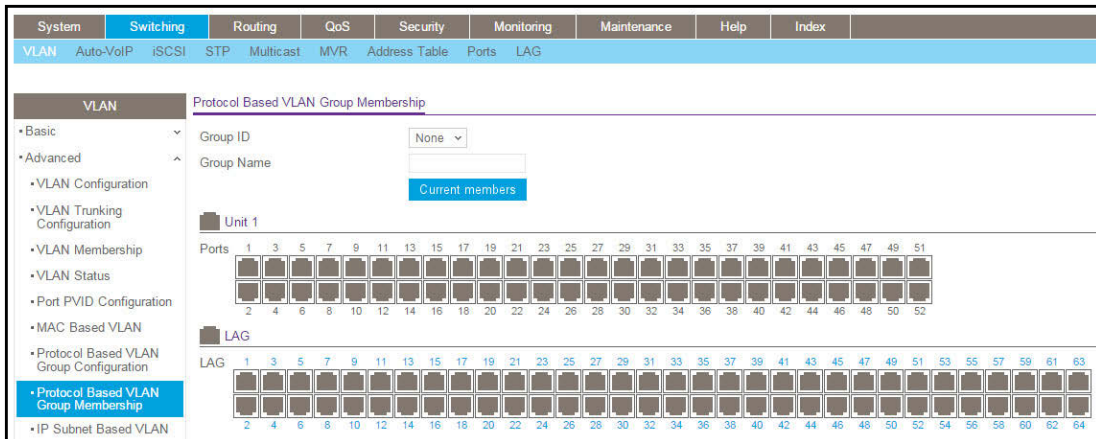 System Switching Routing QoS Security Monitoring Maintenance Help Index
VLAN Auto-VoIP iSCSI STP Multicast MVR Address Table Ports LAG
VLAN
• Basic
• Advanced
• VLAN Configuration
• VLAN Trunking
Configuration
• VLAN Membership
• VLAN Status
• Port PVID Configuration
• MAC Based VLAN
• Protocol Based VLAN
Group Configuration
• Protocol Based VLAN
Group Membership
• IP Subnet Based VLAN
Protocol Based VLAN Group Membership
Group ID None
Group Name
Current members
Unit 1
Ports 1 3 5 7 9 11 13 15 17 19 21 23 25 27 29 31 33 35 37 39 41 43 45 47 49 51
2 4 6 8 10 12 14 16 18 20 22 24 26 28 30 32 34 36 38 40 42 44 46 48 50 52
LAG
LAG 1 3 5 7 9 11 13 15 17 19 21 23 25 27 29 31 33 35 37 39 41 43 45 47 49 51 53 55 57 59 61 63
2 4 6 8 10 12 14 16 18 20 22 24 26 28 30 32 34 36 38 40 42 44 46 48 50 52 54 56 58 60 62 64